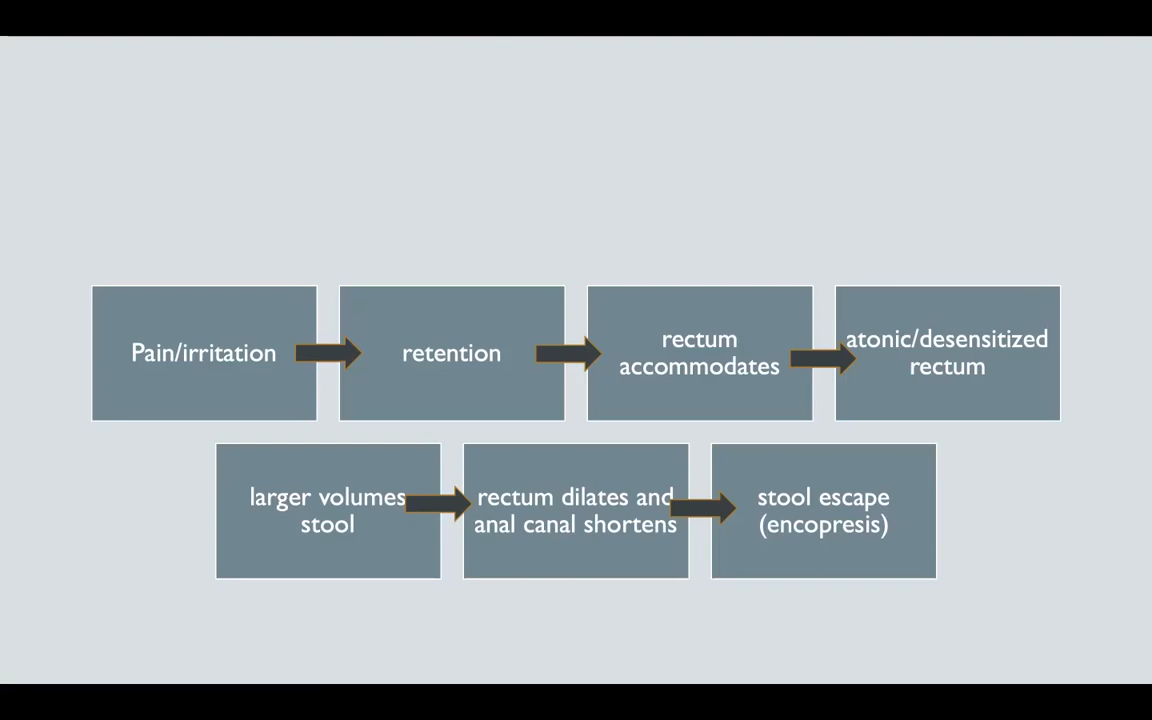 Pain/irritation
retention
rectum
accommodates
atonic/desensitized
rectum
larger volumes
stool
rectum dilates and
anal canal shortens
stool escape
(encopresis)